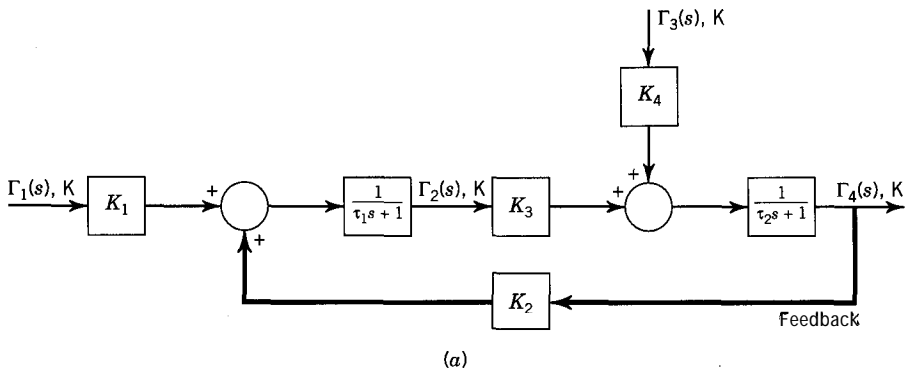 Γ₃(s), K
K₄
Γ₁(s), K
K₁
+
+
1
τ₁s + 1
Γ₂(s), K
K₃
+
+
1
τ₂s + 1
Γ₄(s), K
K₂
Feedback
(a)